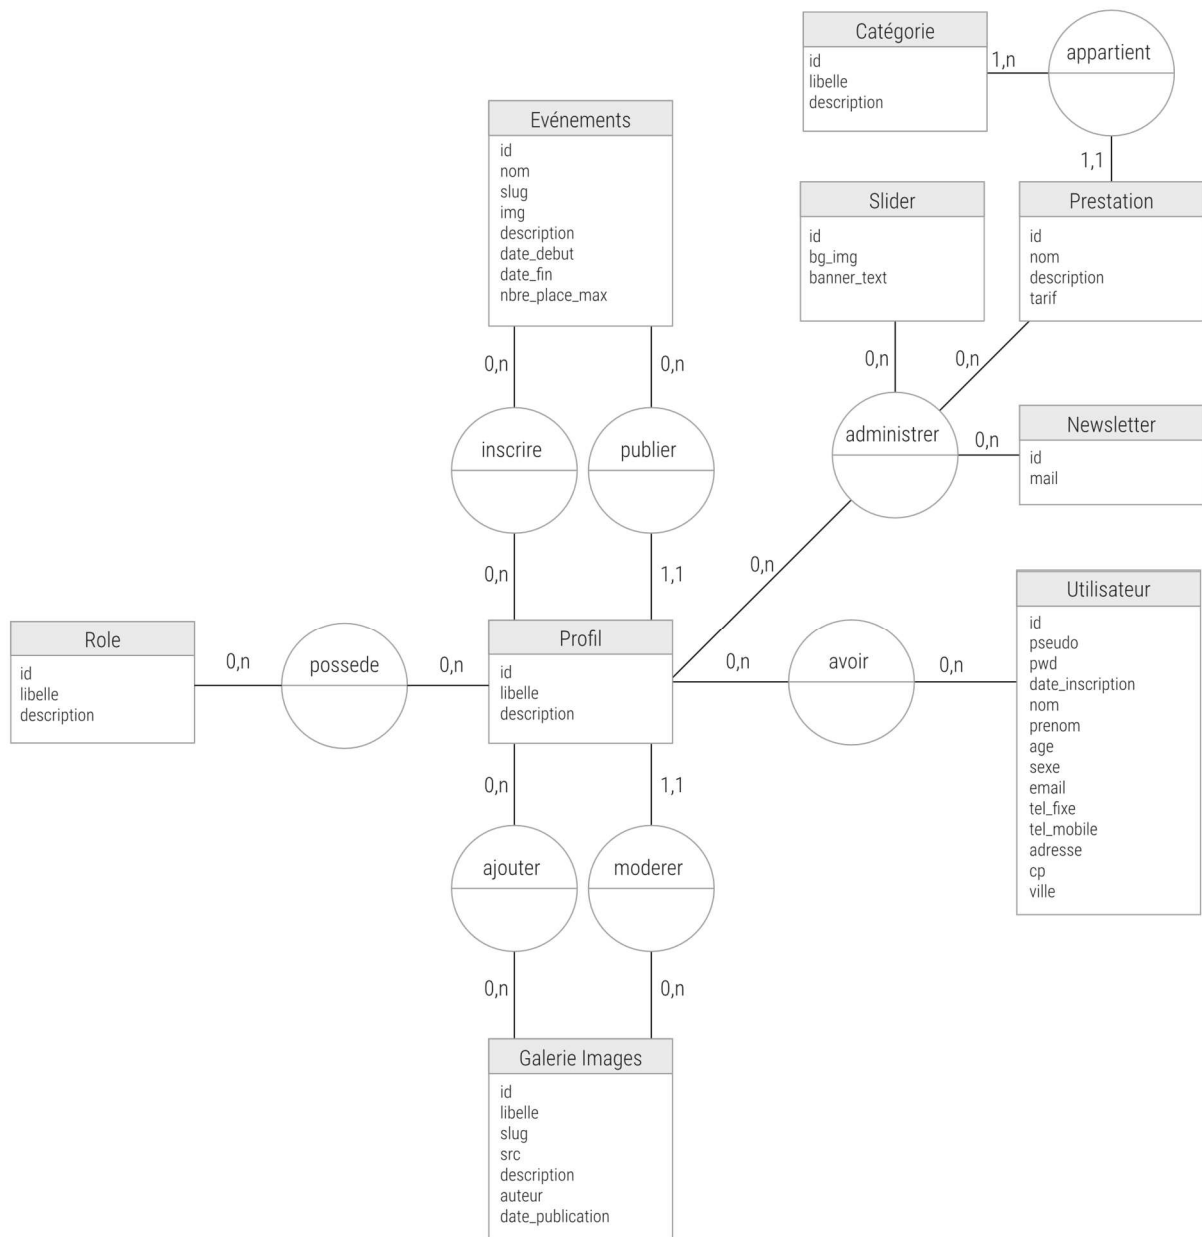 Catégorie
id
libelle
description
1,n
appartient
1,1
Evénements
id
nom
slug
img
description
date_debut
date_fin
nbre_place_max
Slider
id
bg_img
banner_text
Prestation
id
nom
description
tarif
0,n
0,n
0,n
0,n
inscrire
publier
administrer
0,n
Newsletter
id
mail
0,n
1,1
0,n
Role
id
libelle
description
0,n
possede
0,n
Profil
id
libelle
description
0,n
avoir
0,n
Utilisateur
id
pseudo
pwd
date_inscription
nom
prenom
age
sexe
email
tel_fixe
tel_mobile
adresse
cp
ville
0,n
1,1
ajouter
moderer
0,n
0,n
Galerie Images
id
libelle
slug
src
description
auteur
date_publication